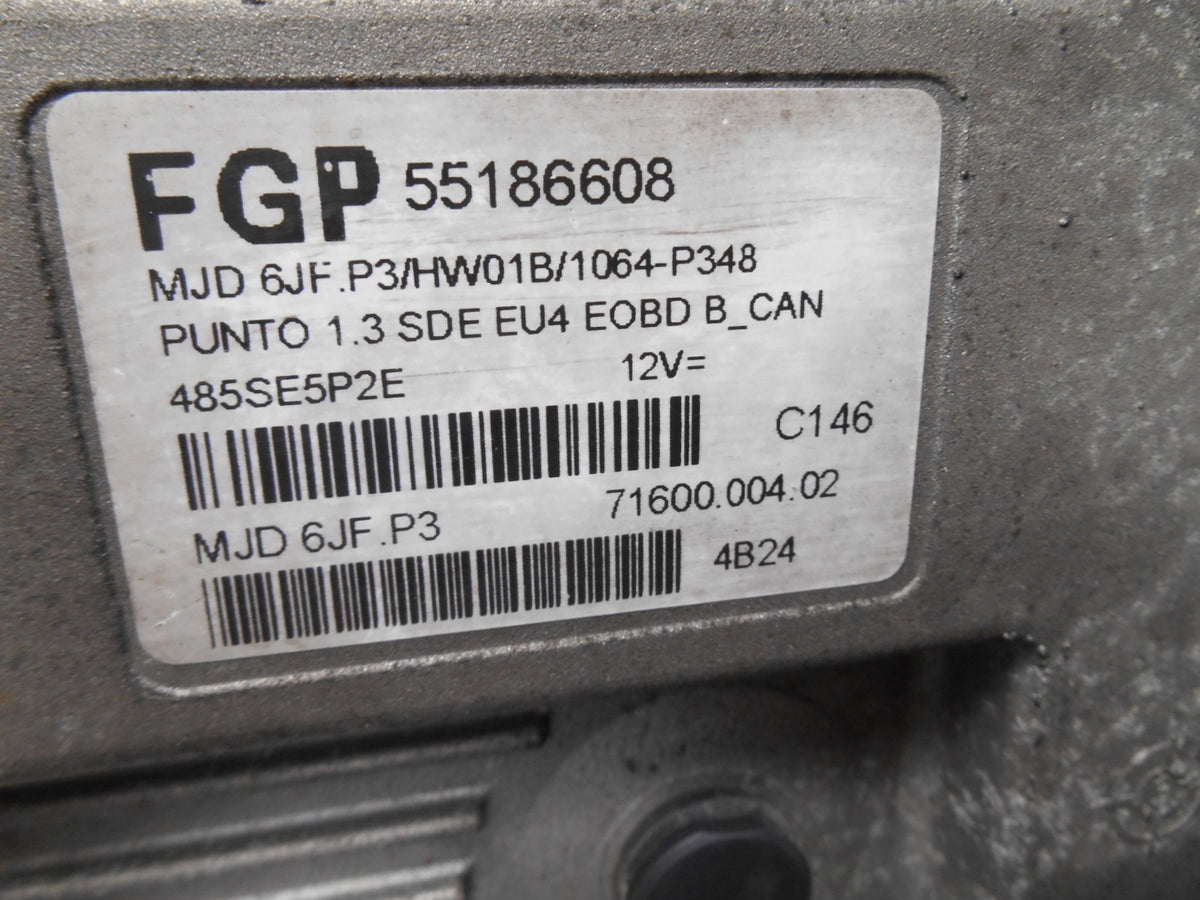 FGP 55186608
MJD 6JF.P3/HW01B/1064-P348
PUNTO 1.3 SDE EU4 EOBD B_CAN
485SE5P2E 12V=
C146
MJD 6JF.P3 71600.004.02
4B24